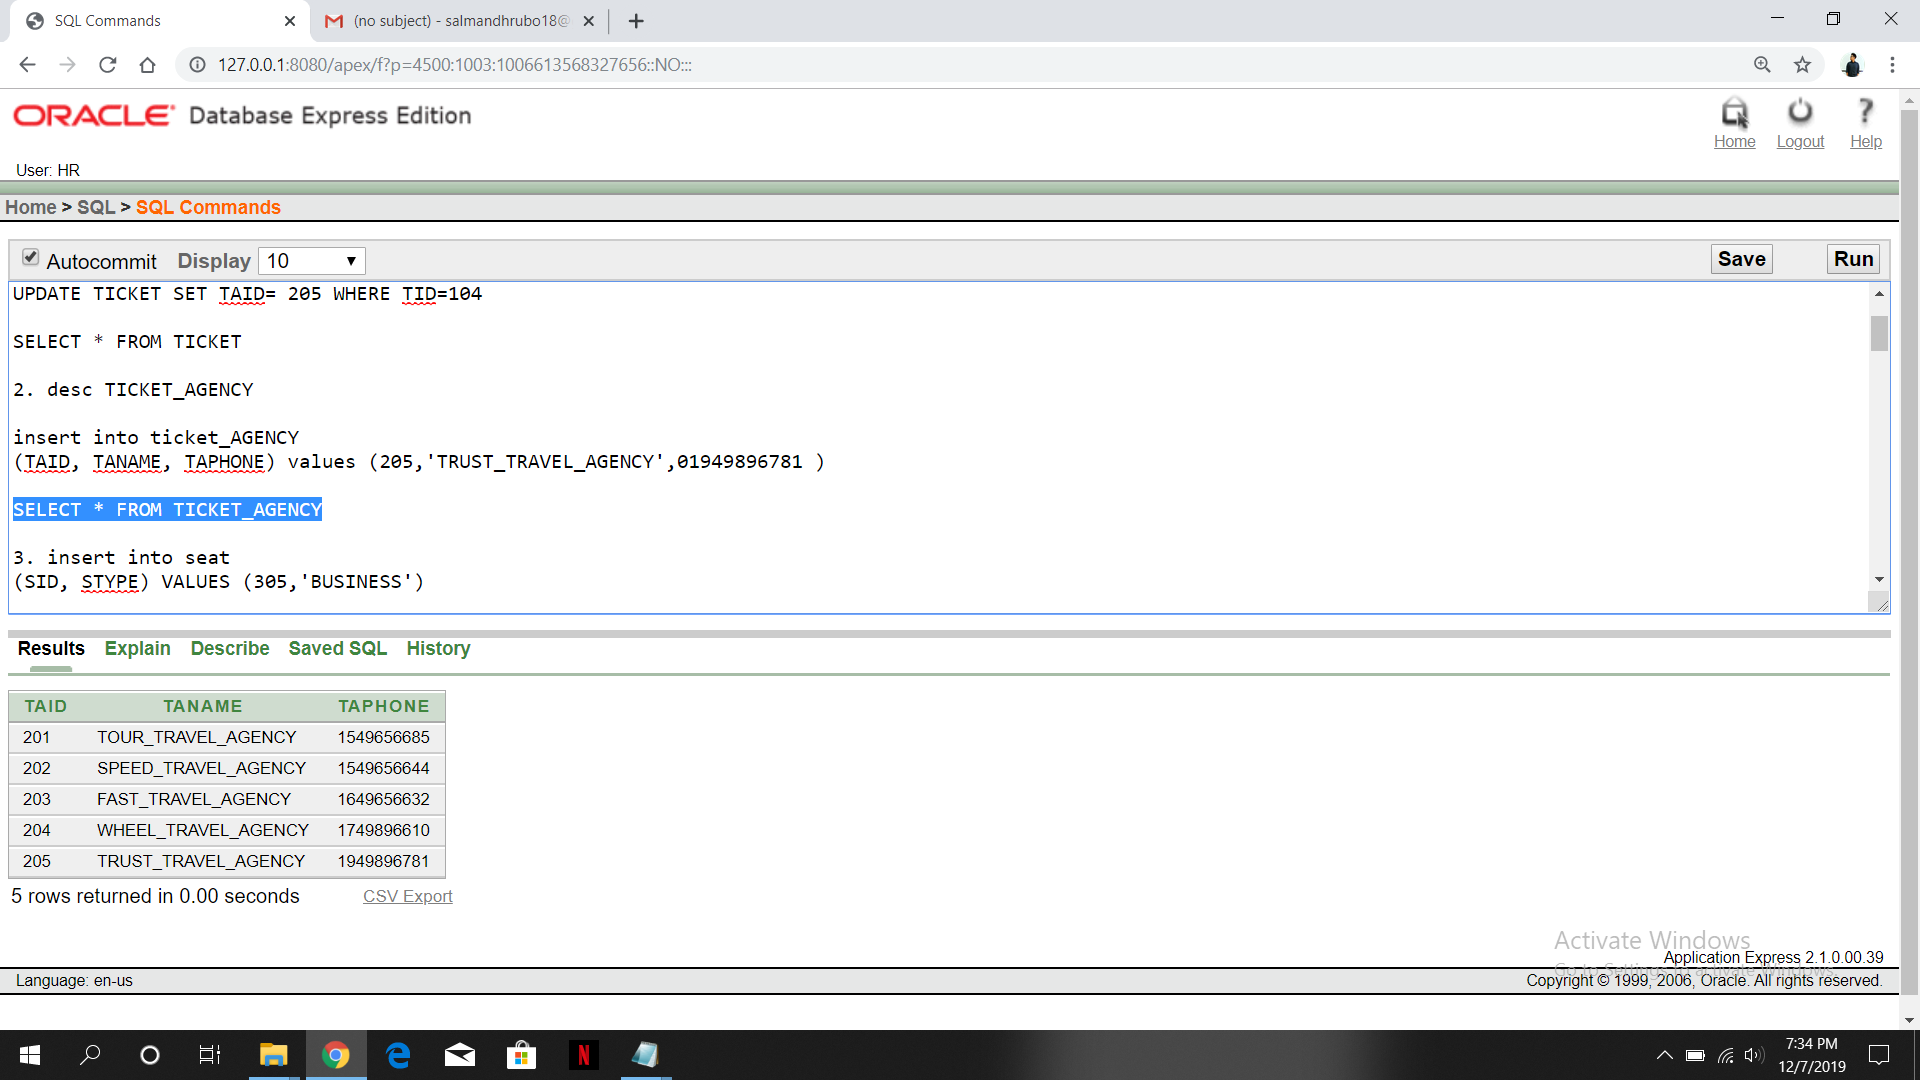 SQL Commands
(no subject) - salmandhrubo18@
127.0.0.1:8080/apex/f?p=4500:1003:1006613568327656::NO:::
ORACLE Database Express Edition
Home Logout Help
User: HR
Home > SQL > SQL Commands
Autocommit Display 10 Save Run
UPDATE TICKET SET TAID= 205 WHERE TID=104
SELECT * FROM TICKET
2. desc TICKET_AGENCY
insert into ticket_AGENCY
(TAID, TANAME, TAPHONE) values (205,'TRUST_TRAVEL_AGENCY',01949896781 )
SELECT * FROM TICKET_AGENCY
3. insert into seat
(SID, STYPE) VALUES (305,'BUSINESS')
Results Explain Describe Saved SQL History
TAID TANAME TAPHONE
201 TOUR_TRAVEL_AGENCY 1549656685
202 SPEED_TRAVEL_AGENCY 1549656644
203 FAST_TRAVEL_AGENCY 1649656632
204 WHEEL_TRAVEL_AGENCY 1749896610
205 TRUST_TRAVEL_AGENCY 1949896781
5 rows returned in 0.00 seconds CSV Export
Activate Windows
Go to Settings to activate Windows.
Application Express 2.1.0.00.39
Language: en-us Copyright © 1999, 2006, Oracle. All rights reserved.
7:34 PM
12/7/2019